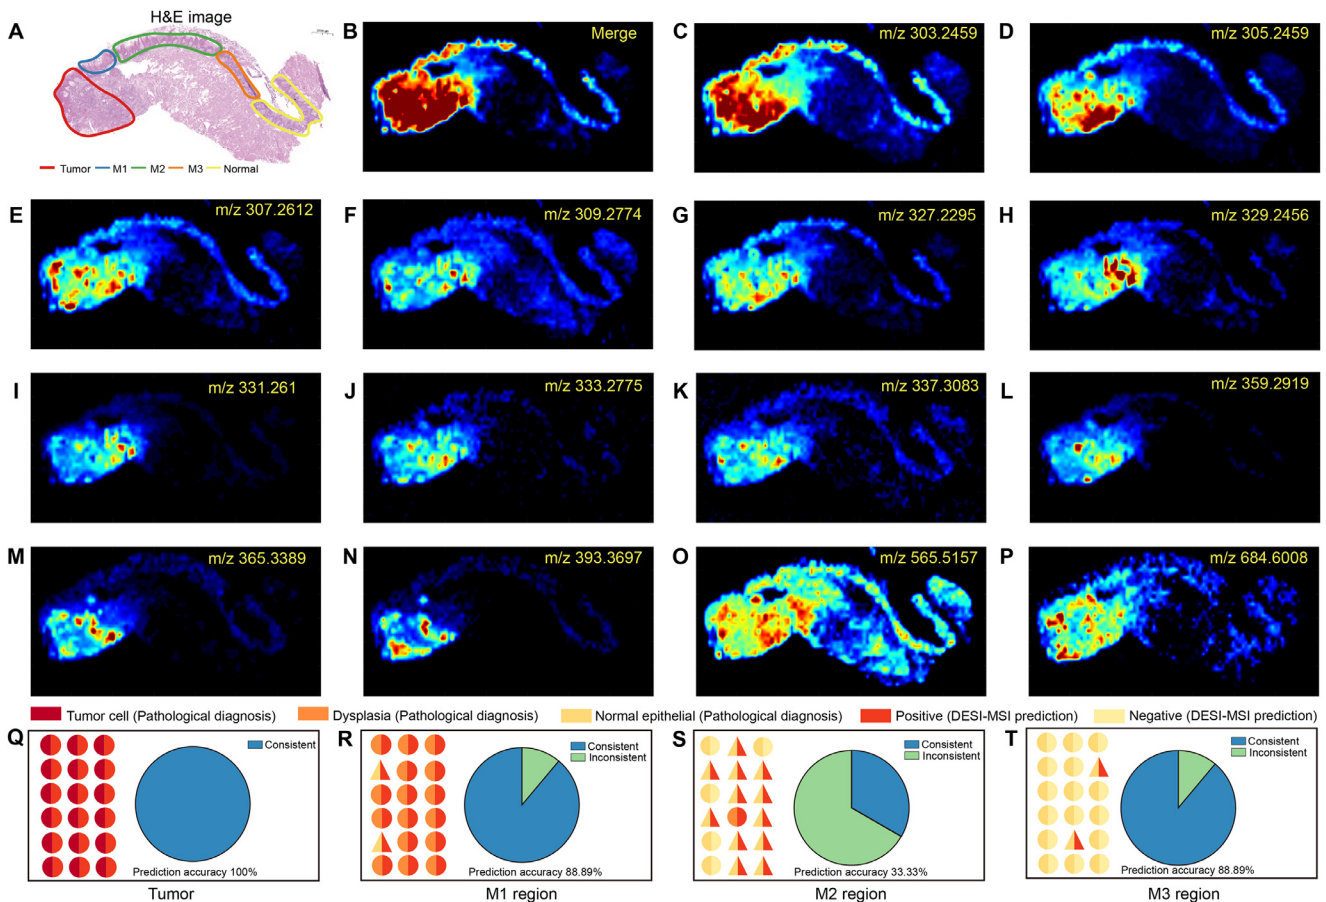 H&E image
A
Tumor M1 M2 M3 Normal
B
Merge
C
m/z 303.2459
D
m/z 305.2459
E
m/z 307.2612
F
m/z 309.2774
G
m/z 327.2295
H
m/z 329.2456
I
m/z 331.261
J
m/z 333.2775
K
m/z 337.3083
L
m/z 359.2919
M
m/z 365.3389
N
m/z 393.3697
O
m/z 565.5157
P
m/z 684.6008
Tumor cell (Pathological diagnosis) Dysplasia (Pathological diagnosis) Normal epithelial (Pathological diagnosis) Positive (DESI-MSI prediction) Negative (DESI-MSI prediction)
Q
Consistent
Prediction accuracy 100%
Tumor
R
Consistent
Inconsistent
Prediction accuracy 88.89%
M1 region
S
Consistent
Inconsistent
Prediction accuracy 33.33%
M2 region
T
Consistent
Inconsistent
Prediction accuracy 88.89%
M3 region